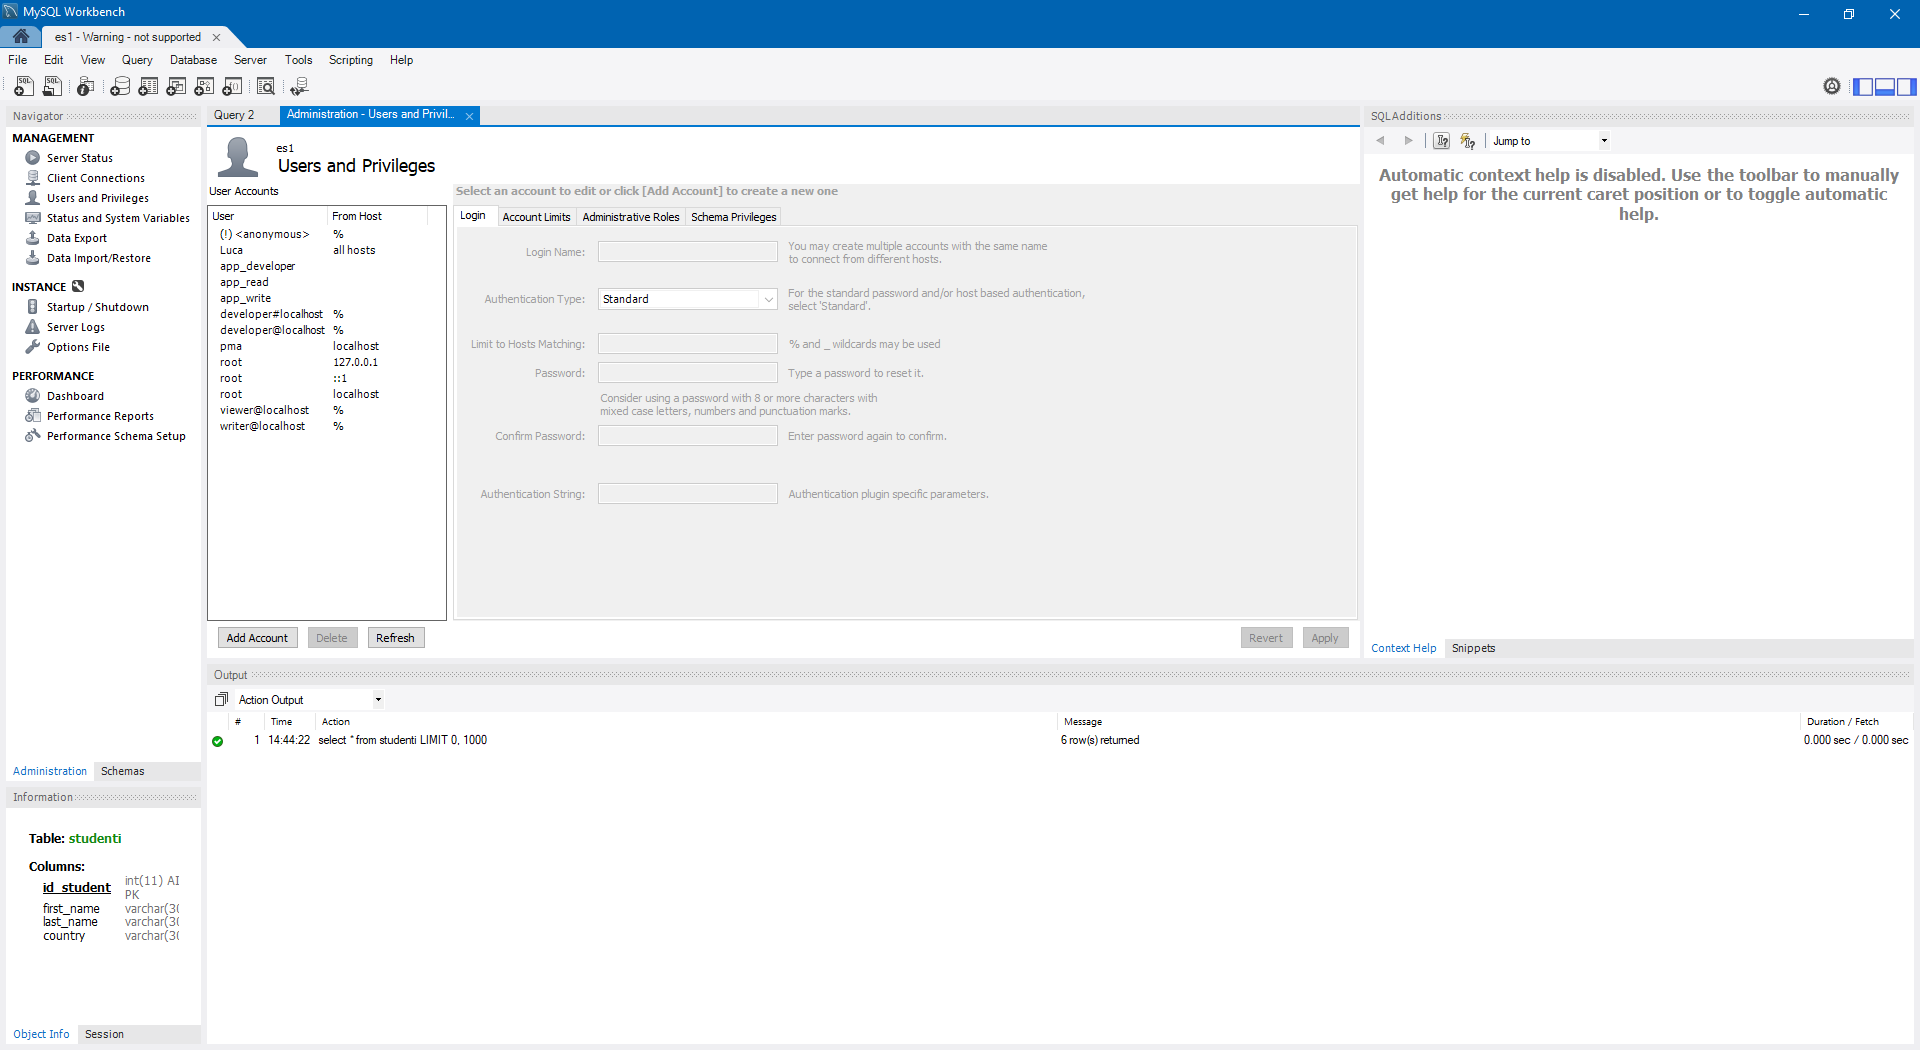 MySQL Workbench
es1 - Warning - not supported
File Edit View Query Database Server Tools Scripting Help
Navigator
MANAGEMENT
Server Status
Client Connections
Users and Privileges
Status and System Variables
Data Export
Data Import/Restore
INSTANCE
Startup / Shutdown
Server Logs
Options File
PERFORMANCE
Dashboard
Performance Reports
Performance Schema Setup
Administration Schemas
Information
Table: studenti
Columns:
id_student int(11) AI PK
first_name varchar(30
last_name varchar(30
country varchar(30
Object Info Session
Query 2 Administration - Users and Privil...
es1
Users and Privileges
User Accounts
User From Host
(!) <anonymous> %
Luca all hosts
app_developer
app_read
app_write
developer#localhost %
developer@localhost %
pma localhost
root 127.0.0.1
root ::1
root localhost
viewer@localhost %
writer@localhost %
Add Account Delete Refresh
Select an account to edit or click [Add Account] to create a new one
Login Account Limits Administrative Roles Schema Privileges
Login Name: You may create multiple accounts with the same name
to connect from different hosts.
Authentication Type: Standard For the standard password and/or host based authentication,
select 'Standard'.
Limit to Hosts Matching: % and _ wildcards may be used
Password: Type a password to reset it.
Consider using a password with 8 or more characters with
mixed case letters, numbers and punctuation marks.
Confirm Password: Enter password again to confirm.
Authentication String: Authentication plugin specific parameters.
Revert Apply
SQLAdditions
Jump to
Automatic context help is disabled. Use the toolbar to manually
get help for the current caret position or to toggle automatic
help.
Context Help Snippets
Output
Action Output
# Time Action Message Duration / Fetch
1 14:44:22 select * from studenti LIMIT 0, 1000 6 row(s) returned 0.000 sec / 0.000 sec